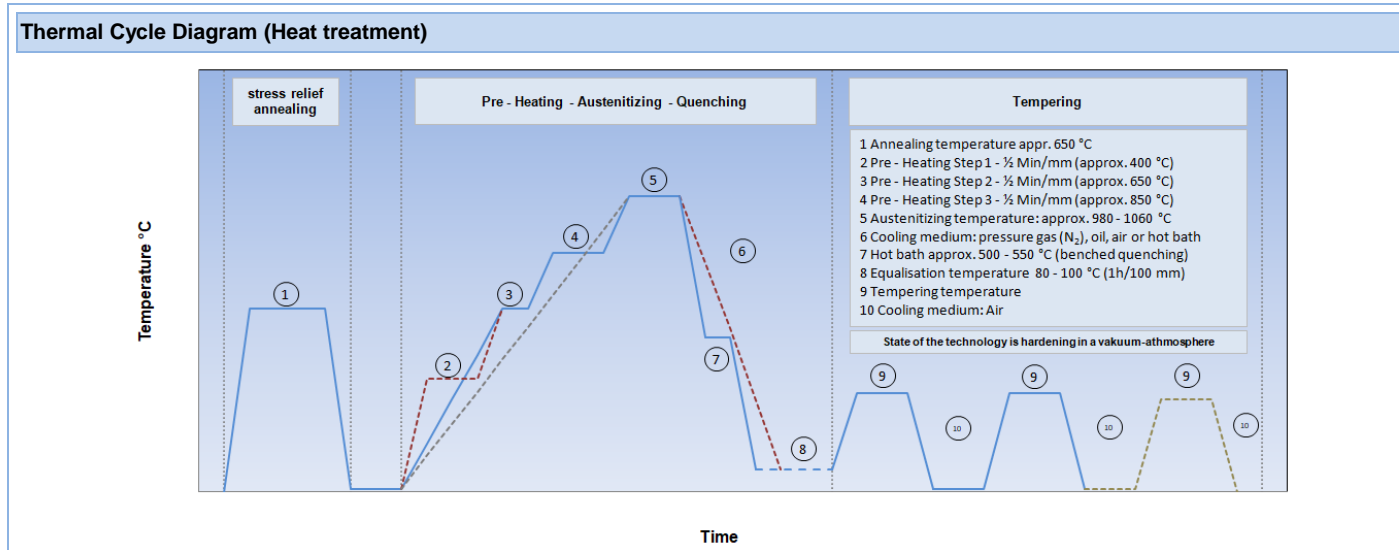 Thermal Cycle Diagram (Heat treatment)
stress relief
annealing
Pre - Heating - Austenitizing - Quenching
Tempering
1 Annealing temperature appr. 650 °C
2 Pre - Heating Step 1 - ½ Min/mm (approx. 400 °C)
3 Pre - Heating Step 2 - ½ Min/mm (approx. 650 °C)
4 Pre - Heating Step 3 - ½ Min/mm (approx. 850 °C)
5 Austenitizing temperature: approx. 980 - 1060 °C
6 Cooling medium: pressure gas (N₂), oil, air or hot bath
7 Hot bath approx. 500 - 550 °C (benched quenching)
8 Equalisation temperature 80 - 100 °C (1h/100 mm)
9 Tempering temperature
10 Cooling medium: Air
State of the technology is hardening in a vakuum-athmosphere
Temperature °C
1
2
3
4
5
6
7
8
9
10
9
10
9
10
Time